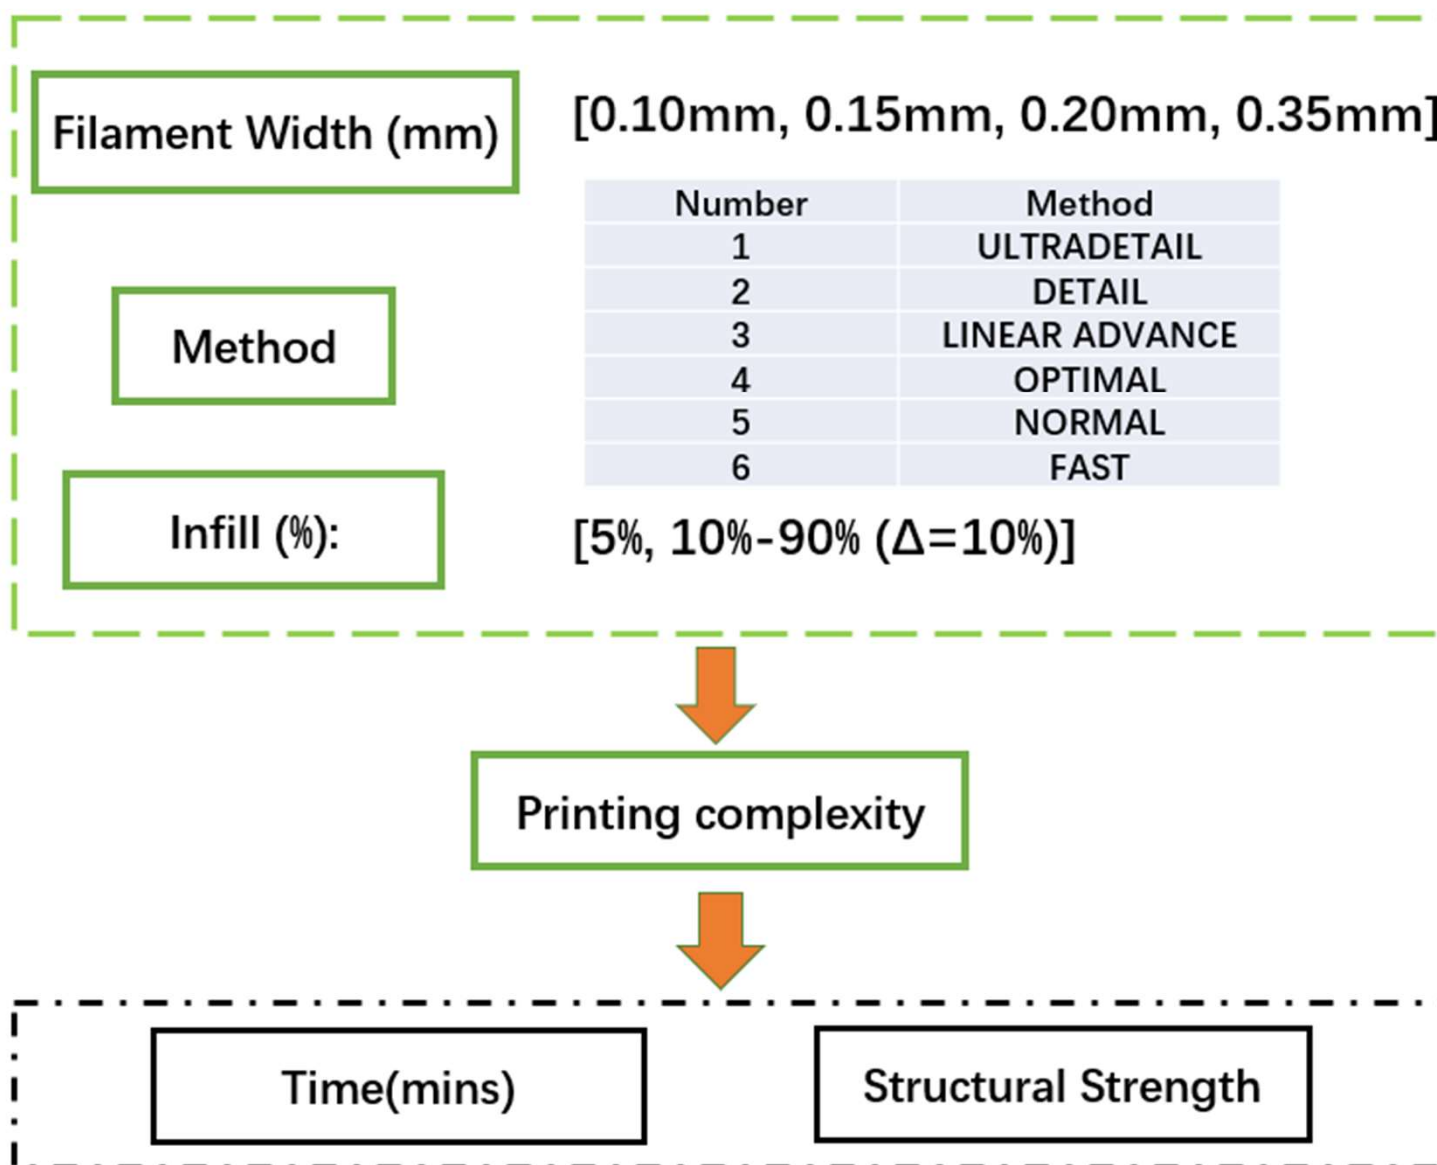 Filament Width (mm)
[0.10mm, 0.15mm, 0.20mm, 0.35mm]
Number Method
1 ULTRADETAIL
2 DETAIL
3 LINEAR ADVANCE
4 OPTIMAL
5 NORMAL
6 FAST
Method
Infill (%):
[5%, 10%-90% (Δ=10%)]
Printing complexity
Time(mins)
Structural Strength